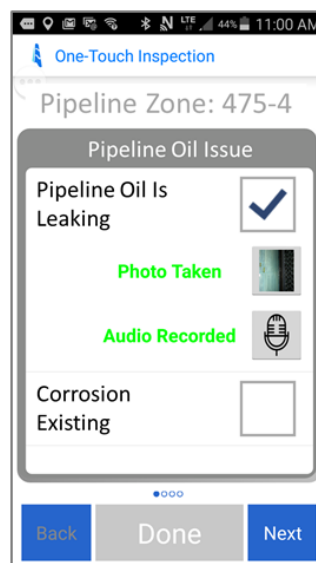 LTE 44% 11:00 AM
One-Touch Inspection
Pipeline Zone: 475-4
Pipeline Oil Issue
Pipeline Oil Is
Leaking
Photo Taken
Audio Recorded
Corrosion
Existing
Back Done Next